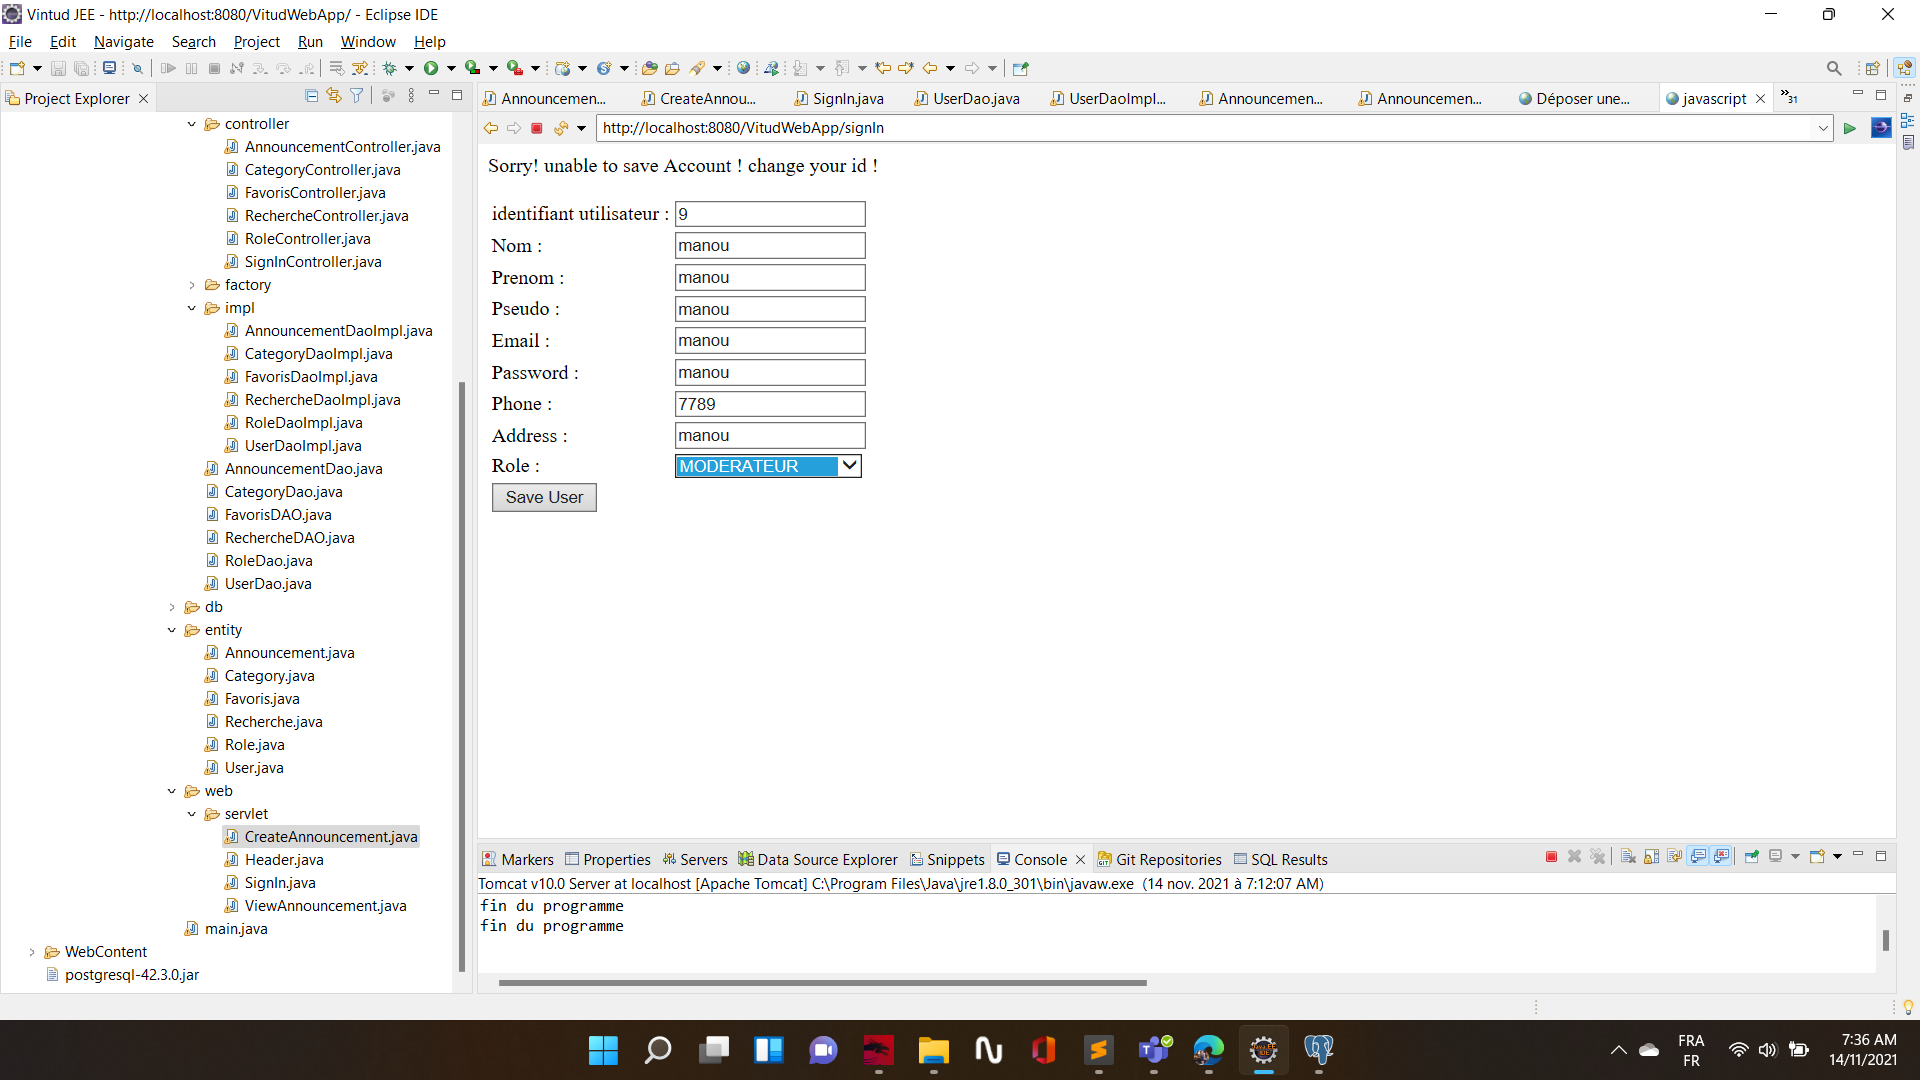 Vintud JEE - http://localhost:8080/VitudWebApp/ - Eclipse IDE
File Edit Navigate Search Project Run Window Help
Project Explorer
controller
AnnouncementController.java
CategoryController.java
FavorisController.java
RechercheController.java
RoleController.java
SignInController.java
factory
impl
AnnouncementDaoImpl.java
CategoryDaoImpl.java
FavorisDaoImpl.java
RechercheDaoImpl.java
RoleDaoImpl.java
UserDaoImpl.java
AnnouncementDao.java
CategoryDao.java
FavorisDAO.java
RechercheDAO.java
RoleDao.java
UserDao.java
db
entity
Announcement.java
Category.java
Favoris.java
Recherche.java
Role.java
User.java
web
servlet
CreateAnnouncement.java
Header.java
SignIn.java
ViewAnnouncement.java
main.java
WebContent
postgresql-42.3.0.jar
Announcemen... CreateAnnou... SignIn.java UserDao.java UserDaoImpl... Announcemen... Announcemen... Déposer une... javascript 31
http://localhost:8080/VitudWebApp/signIn
Sorry! unable to save Account ! change your id !
identifiant utilisateur : 9
Nom : manou
Prenom : manou
Pseudo : manou
Email : manou
Password : manou
Phone : 7789
Address : manou
Role : MODERATEUR
Save User
Markers Properties Servers Data Source Explorer Snippets Console Git Repositories SQL Results
Tomcat v10.0 Server at localhost [Apache Tomcat] C:\Program Files\Java\jre1.8.0_301\bin\javaw.exe (14 nov. 2021 à 7:12:07 AM)
fin du programme
fin du programme
FRA
FR
7:36 AM
14/11/2021